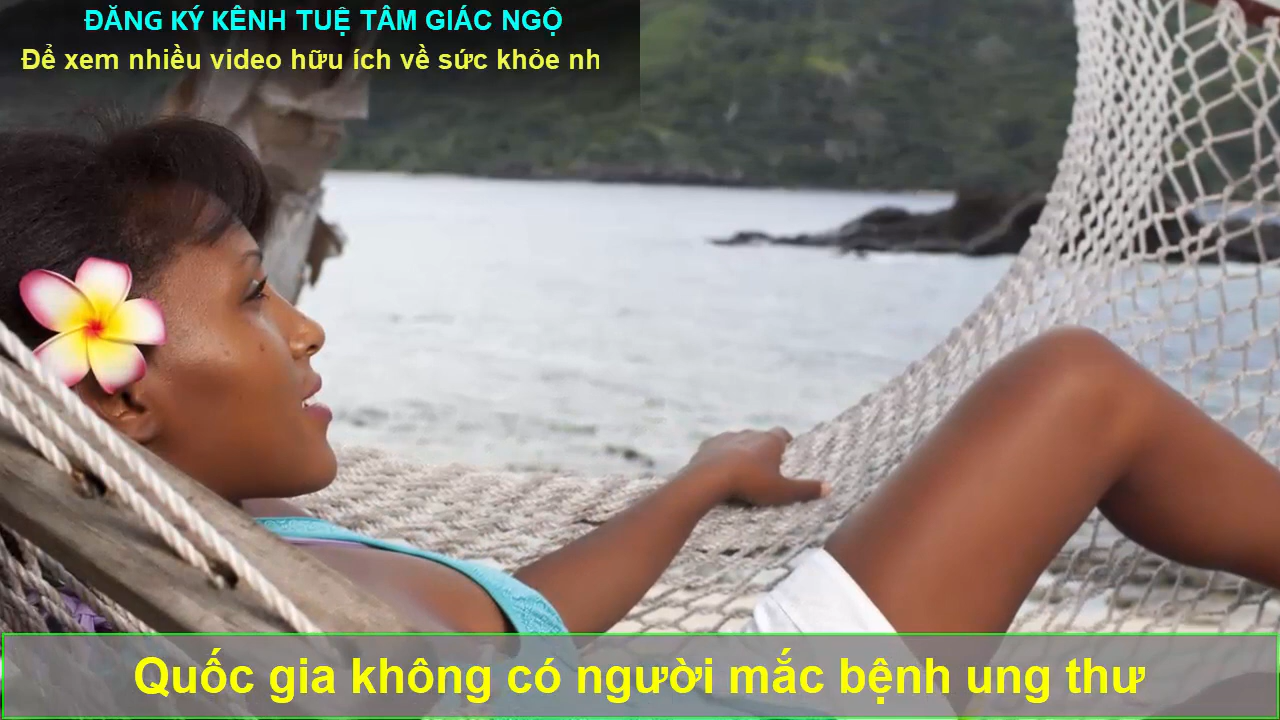 ĐĂNG KÝ KÊNH TUỆ TÂM GIÁC NGỘ
Để xem nhiều video hữu ích về sức khỏe nh
Quốc gia không có người mắc bệnh ung thư